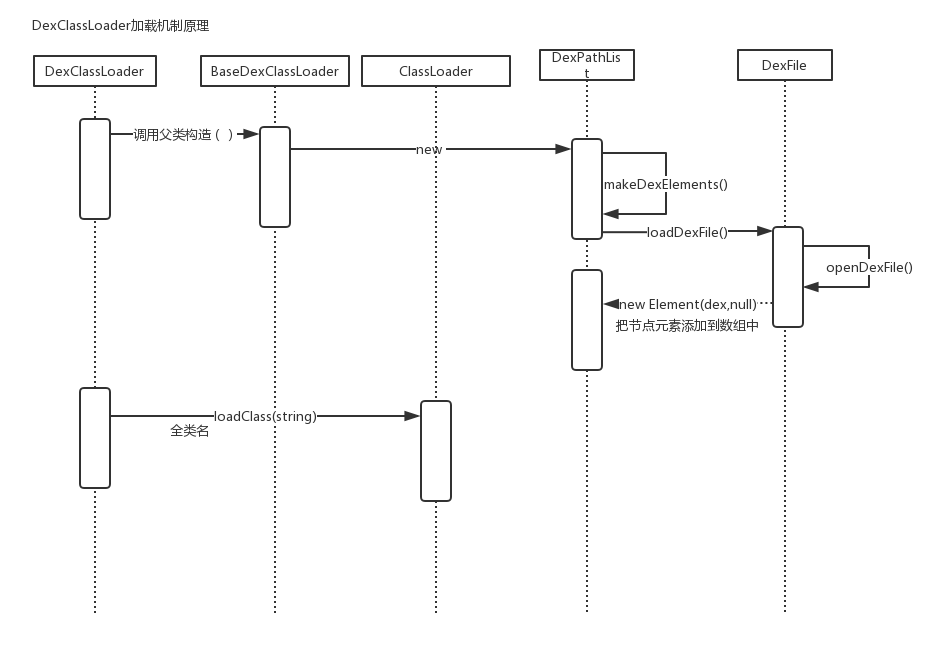 DexClassLoader加载机制原理
DexClassLoader
BaseDexClassLoader
ClassLoader
DexPathLis
t
DexFile
调用父类构造（ ）
new
makeDexElements()
loadDexFile()
openDexFile()
new Element(dex,null)
把节点元素添加到数组中
loadClass(string)
全类名